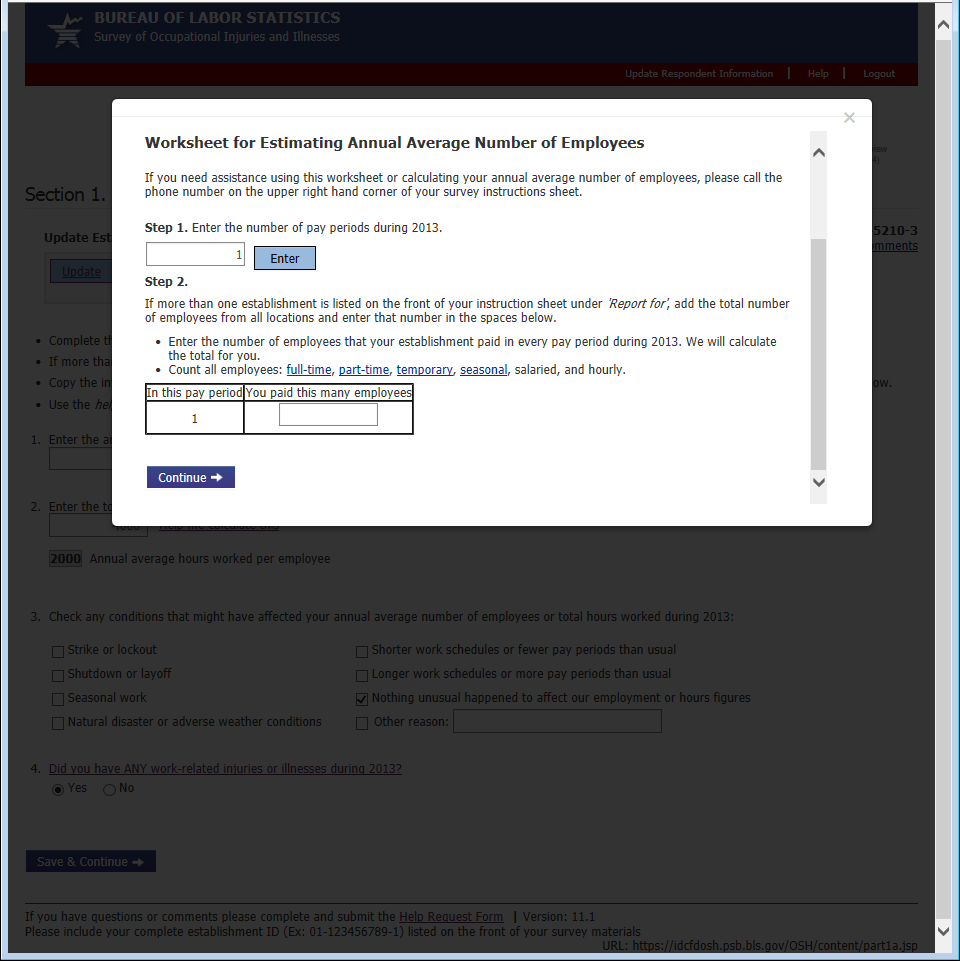 BUREAU OF LABOR STATISTICS
Survey of Occupational Injuries and Illnesses
Update Respondent Information | Help | Logout
Worksheet for Estimating Annual Average Number of Employees
If you need assistance using this worksheet or calculating your annual average number of employees, please call the
phone number on the upper right hand corner of your survey instructions sheet.
Step 1. Enter the number of pay periods during 2013.
1 Enter
Step 2.
If more than one establishment is listed on the front of your instruction sheet under 'Report for', add the total number
of employees from all locations and enter that number in the spaces below.
• Enter the number of employees that your establishment paid in every pay period during 2013. We will calculate
the total for you.
• Count all employees: full-time, part-time, temporary, seasonal, salaried, and hourly.
In this pay period You paid this many employees
1
Continue
Section 1.
5210-3
Update Est
omments
Update
• Complete th
• If more tha
• Copy the in
ow.
• Use the hel
1. Enter the a
2. Enter the to
2000 Annual average hours worked per employee
3. Check any conditions that might have affected your annual average number of employees or total hours worked during 2013:
Strike or lockout Shorter work schedules or fewer pay periods than usual
Shutdown or layoff Longer work schedules or more pay periods than usual
Seasonal work Nothing unusual happened to affect our employment or hours figures
Natural disaster or adverse weather conditions Other reason:
4. Did you have ANY work-related injuries or illnesses during 2013?
Yes No
Save & Continue
If you have questions or comments please complete and submit the Help Request Form | Version: 11.1
Please include your complete establishment ID (Ex: 01-123456789-1) listed on the front of your survey materials
URL: https://idcfdosh.psb.bls.gov/OSH/content/part1a.jsp